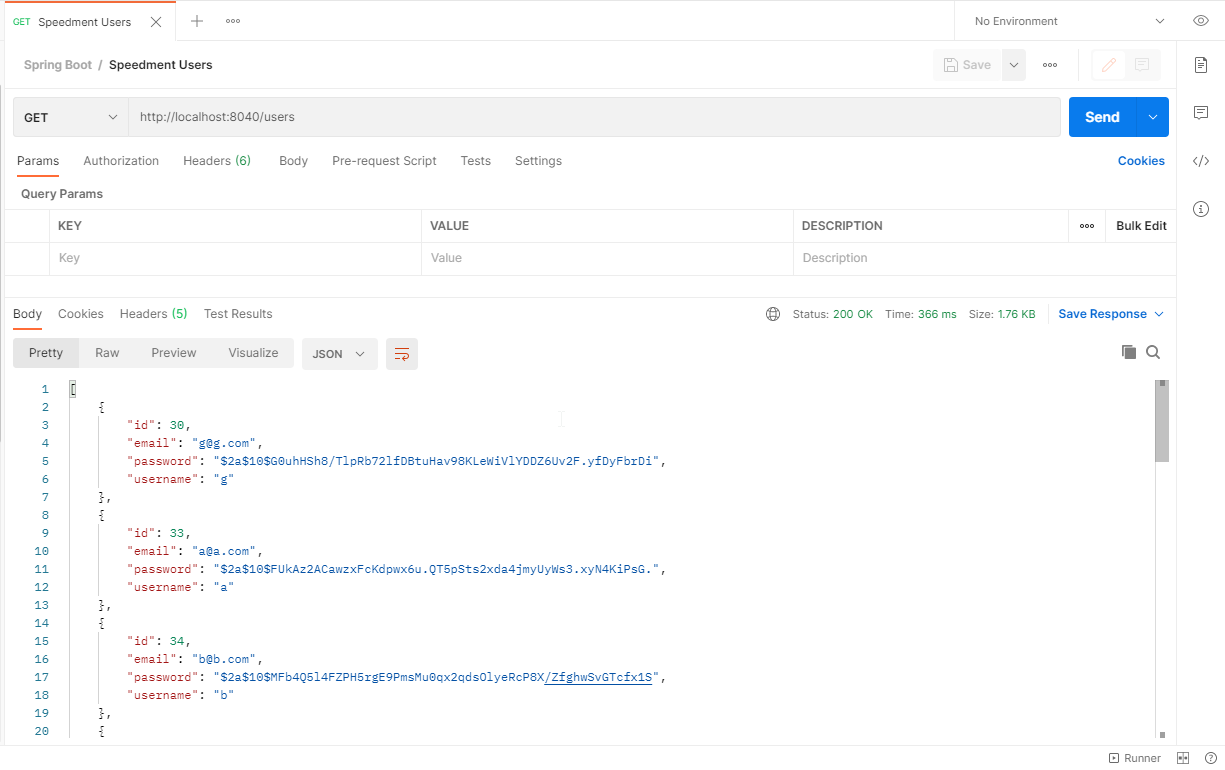 GET Speedment Users
No Environment
Spring Boot / Speedment Users
Save
GET http://localhost:8040/users Send
Params Authorization Headers (6) Body Pre-request Script Tests Settings Cookies
Query Params
KEY VALUE DESCRIPTION Bulk Edit
Key Value Description
Body Cookies Headers (5) Test Results Status: 200 OK Time: 366 ms Size: 1.76 KB Save Response
Pretty Raw Preview Visualize JSON
1 [
2 {
3 "id": 30,
4 "email": "g@g.com",
5 "password": "$2a$10$G0uhHSh8/TlpRb72lfDBtuHav98KLeWiVlYDDZ6Uv2F.yfDyFbrDi",
6 "username": "g"
7 },
8 {
9 "id": 33,
10 "email": "a@a.com",
11 "password": "$2a$10$FUkAz2ACawzxFcKdpwx6u.QT5pSts2xda4jmyUyWs3.xyN4KiPsG.",
12 "username": "a"
13 },
14 {
15 "id": 34,
16 "email": "b@b.com",
17 "password": "$2a$10$MFb4Q5l4FZPH5rgE9PmsMu0qx2qdsOlyeRcP8X/ZfghwSvGTcfx1S",
18 "username": "b"
19 },
20 {
Runner